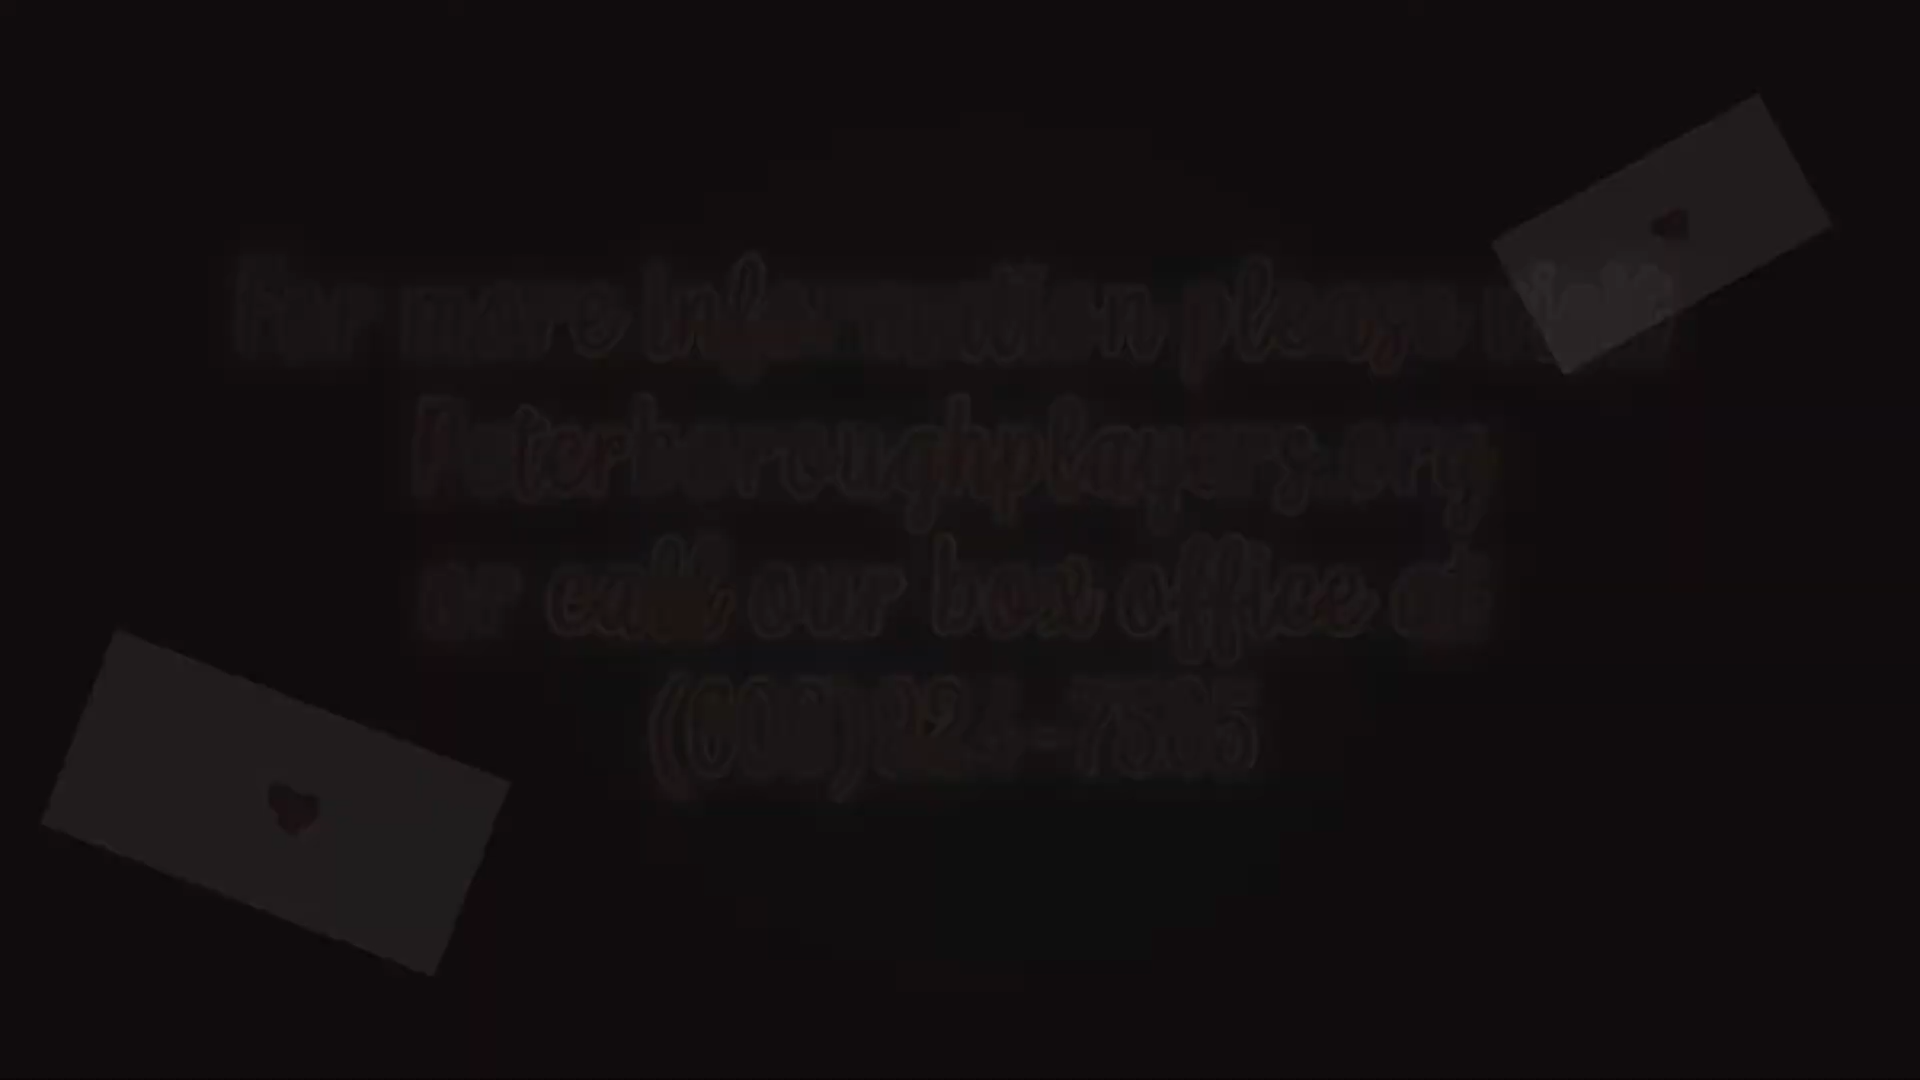 For more information please visit
Peterboroughplayers.org
or call our box office at